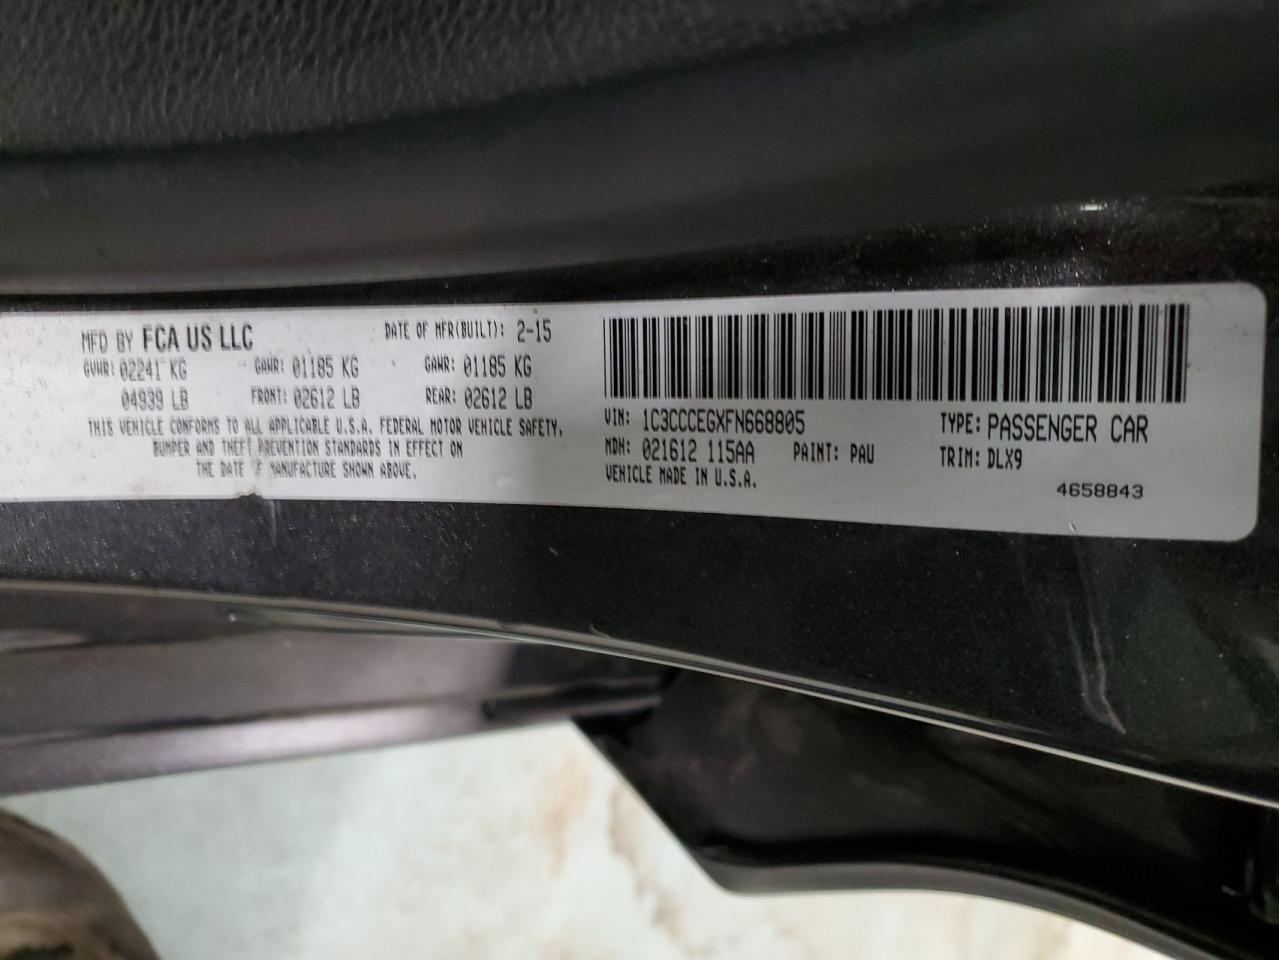 MFD BY FCA US LLC DATE OF MFR(BUILT): 2-15
GVWR: 02241 KG GAWR: 01185 KG GAWR: 01185 KG
04939 LB FRONT: 02612 LB REAR: 02612 LB
THIS VEHICLE CONFORMS TO ALL APPLICABLE U.S.A. FEDERAL MOTOR VEHICLE SAFETY,
BUMPER AND THEFT PREVENTION STANDARDS IN EFFECT ON
THE DATE OF MANUFACTURE SHOWN ABOVE.
VIN: 1C3CCCEGXFN668805 TYPE: PASSENGER CAR
MDH: 021612 115AA PAINT: PAU TRIM: DLX9
VEHICLE MADE IN U.S.A.
4658843